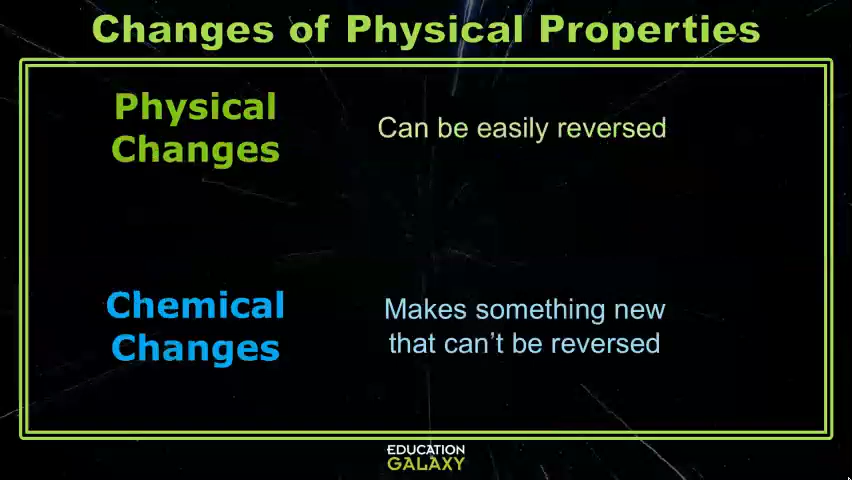 Changes of Physical Properties
Physical
Changes
Can be easily reversed
Chemical
Changes
Makes something new
that can’t be reversed
EDUCATION
GALAXY